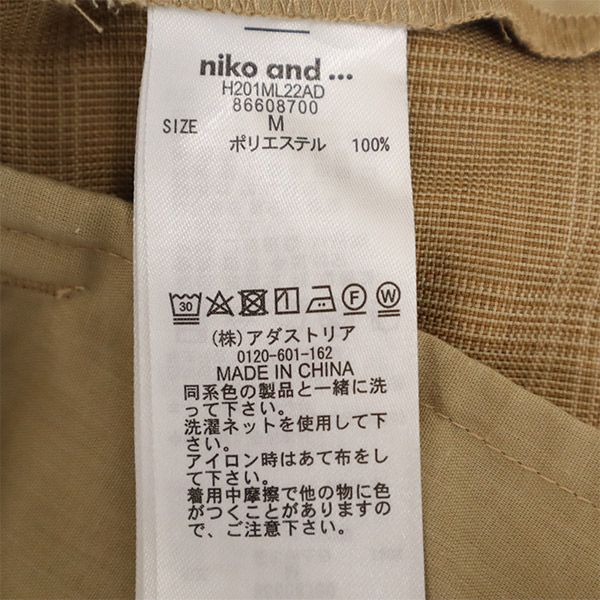 niko and ...
H201ML22AD
86608700
SIZE M
ポリエステル 100%
30 F W
(株)アダストリア
0120-601-162
MADE IN CHINA
同系色の製品と一緒に洗
って下さい。
洗濯ネットを使用して下さ
い。
アイロン時はあて布をし
て下さい。
着用中摩擦で他の物に色
がつくことがありますの
で、ご注意下さい。